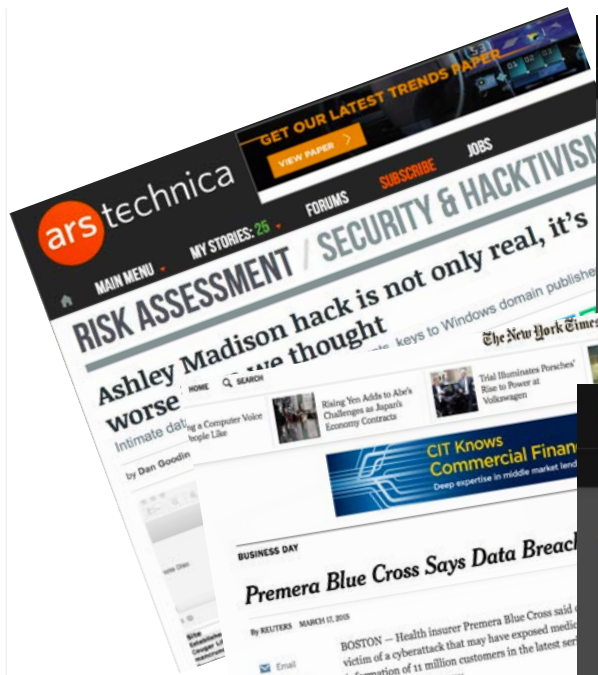 GET OUR LATEST TRENDS PAPER
VIEW PAPER
ars technica
MAIN MENU
MY STORIES: 25
FORUMS
SUBSCRIBE
JOBS
RISK ASSESSMENT / SECURITY & HACKTIVISM
Ashley Madison hack is not only real, it's
worse we thought
Intimate dat
keys to Windows domain publishe
by Dan Goodin
The New York Times
HOME
SEARCH
a Computer Voice
People Like
Rising Yen Adds to Abe's
Challenges as Japan's
Economy Contracts
Trial Illuminates Porsches'
Rise to Power at
Volkswagen
CIT Knows
Commercial Finan
Deep expertise in middle market lend
BUSINESS DAY
Premera Blue Cross Says Data Breach
By REUTERS MARCH 17, 2015
Email
BOSTON — Health insurer Premera Blue Cross said
victim of a cyberattack that may have exposed medic
information of 11 million customers in the latest seri